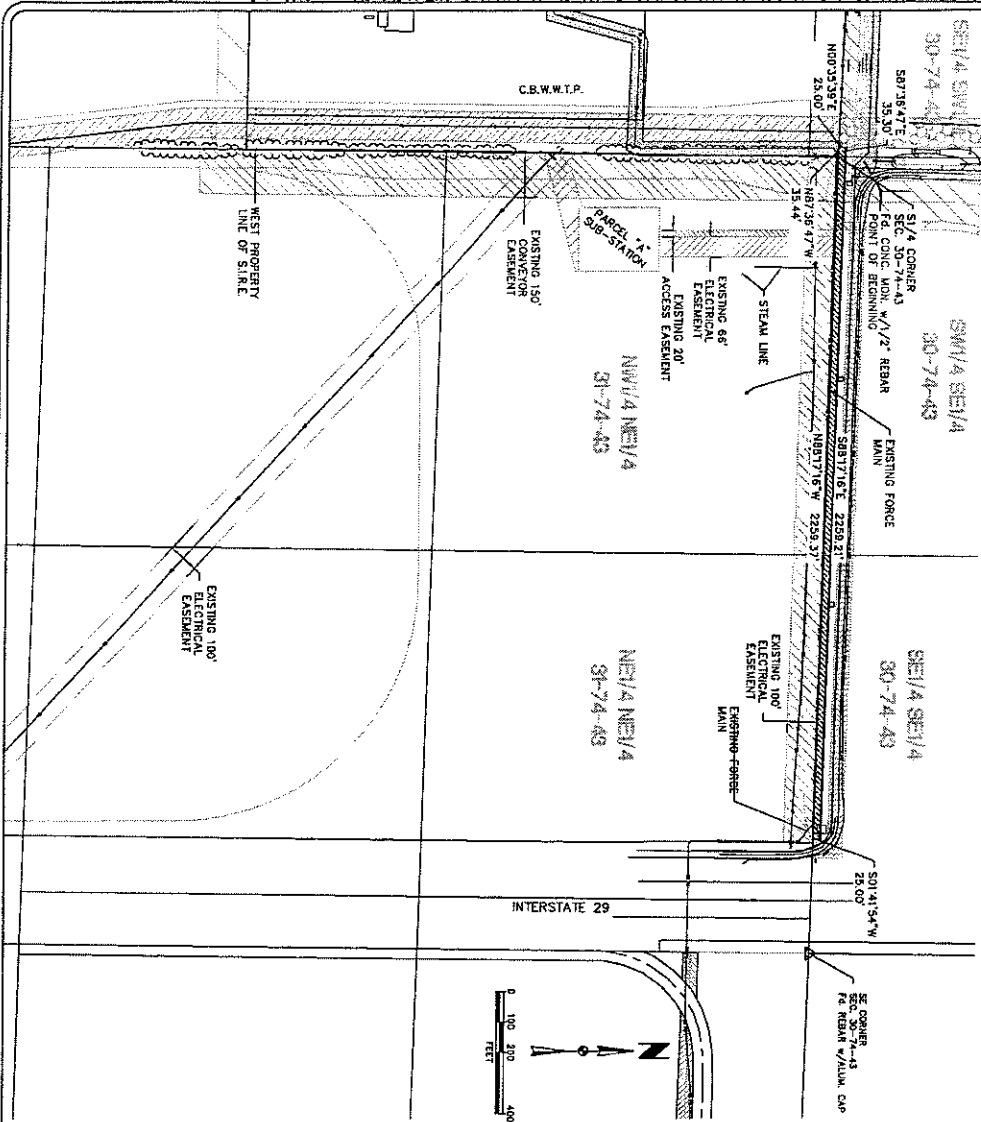 SE1/4 SW1/4
30-74-43
S87°36'47"E
35.30'
N00°35'39"E
25.00'
C.B.W.W.T.P.
S1/4 CORNER
SEC. 30-74-43
Fd. CONC. MON. w/1/2" REBAR
POINT OF BEGINNING
N87°36'47"W
35.44'
SW1/4 SE1/4
30-74-43
SE1/4 SE1/4
30-74-43
EXISTING FORCE
MAIN
S88°17'16"E 2259.21'
N88°17'16"W 2259.37'
STEAM LINE
EXISTING 66'
ELECTRICAL
EASEMENT
EXISTING 20'
ACCESS EASEMENT
PARCEL "A"
SUB-STATION
EXISTING 150'
CONVEYOR
EASEMENT
WEST PROPERTY
LINE OF S.I.R.E.
NW1/4 NE1/4
31-74-43
NE1/4 NE1/4
31-74-43
EXISTING 100'
ELECTRICAL
EASEMENT
EXISTING FORCE
MAIN
EXISTING 100'
ELECTRICAL
EASEMENT
S01°41'54"W
25.00'
INTERSTATE 29
SE CORNER
SEC. 30-74-43
Fd. REBAR w/ALUM. CAP
N
0 100 200 400
FEET